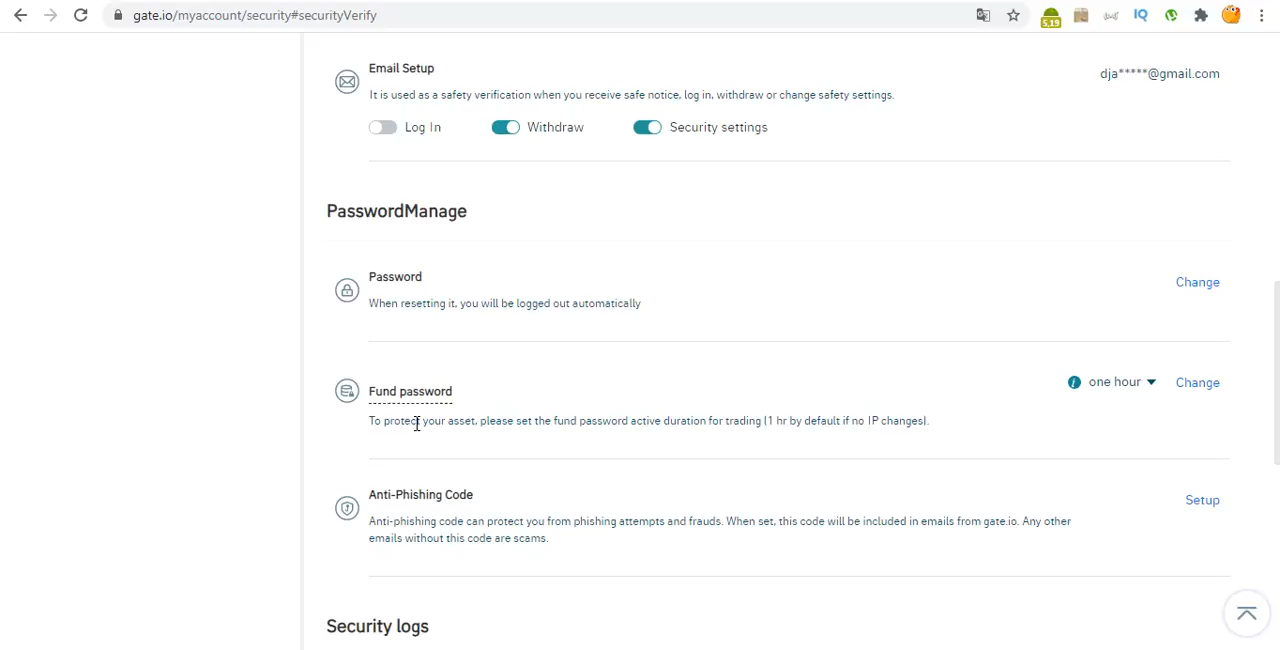 gate.io/myaccount/security#securityVerify
5.19
IQ
Email Setup
dja*****@gmail.com
It is used as a safety verification when you receive safe notice, log in, withdraw or change safety settings.
Log In Withdraw Security settings
PasswordManage
Password
Change
When resetting it, you will be logged out automatically
one hour Change
Fund password
To protect your asset, please set the fund password active duration for trading (1 hr by default if no IP changes).
Anti-Phishing Code
Setup
Anti-phishing code can protect you from phishing attempts and frauds. When set, this code will be included in emails from gate.io. Any other
emails without this code are scams.
Security logs